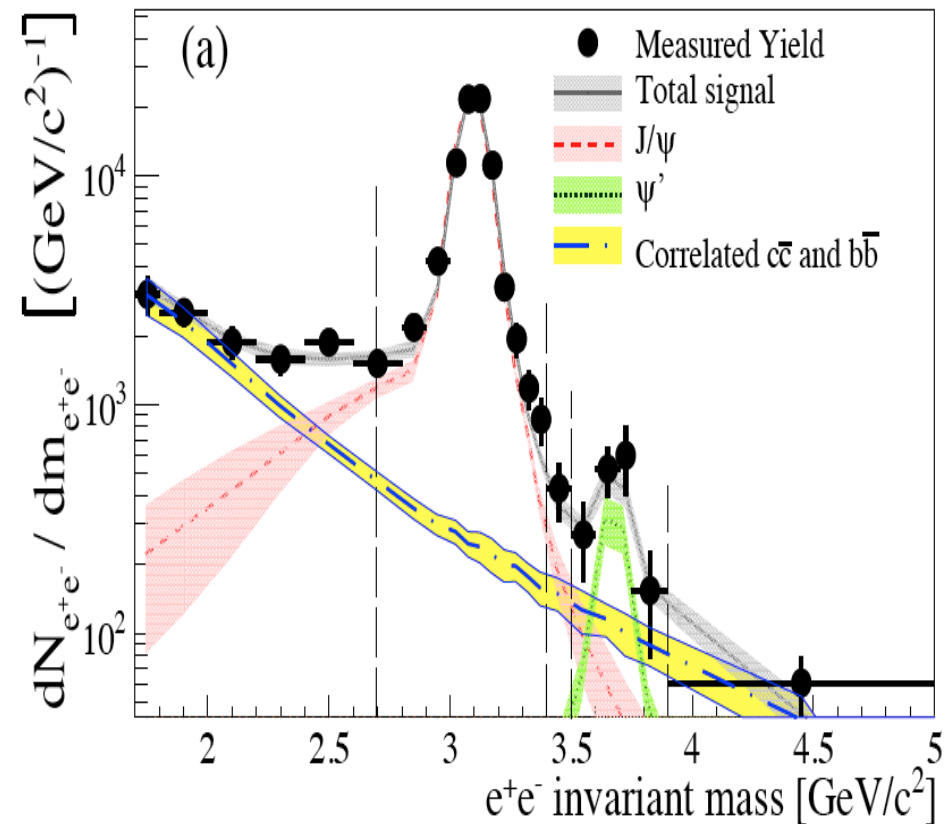 (a)
Measured Yield
Total signal
J/ψ
ψ'
Correlated cc̅ and bb̅
dNₑ⁺ₑ⁻ / dmₑ⁺ₑ⁻ [(GeV/c²)⁻¹]
10⁴
10³
10²
2 2.5 3 3.5 4 4.5 5
e⁺e⁻ invariant mass [GeV/c²]